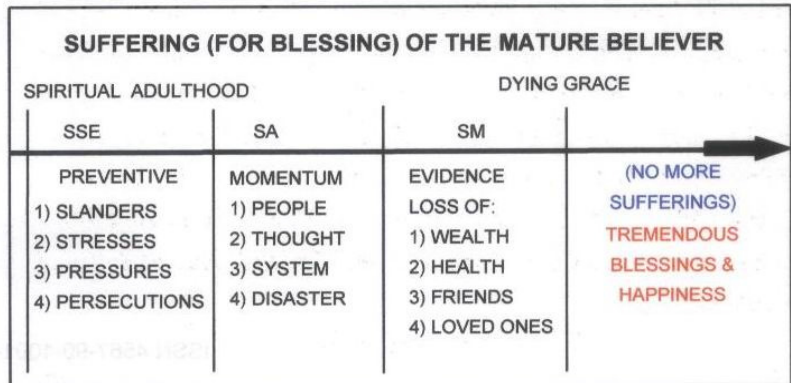 SUFFERING (FOR BLESSING) OF THE MATURE BELIEVER
SPIRITUAL ADULTHOOD
DYING GRACE
SSE
SA
SM
PREVENTIVE
1) SLANDERS
2) STRESSES
3) PRESSURES
4) PERSECUTIONS
MOMENTUM
1) PEOPLE
2) THOUGHT
3) SYSTEM
4) DISASTER
EVIDENCE
LOSS OF:
1) WEALTH
2) HEALTH
3) FRIENDS
4) LOVED ONES
(NO MORE
SUFFERINGS)
TREMENDOUS
BLESSINGS &
HAPPINESS